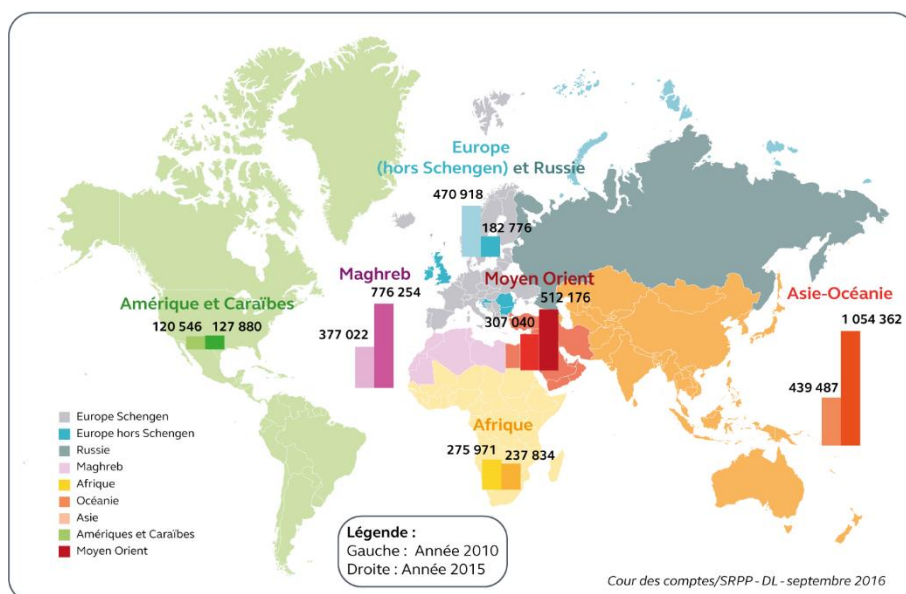 Europe
(hors Schengen) et Russie
470 918
182 776
Maghreb
776 254
377 022
Moyen Orient
512 176
307 040
Amérique et Caraïbes
120 546 127 880
Asie-Océanie
1 054 362
439 487
Afrique
275 971 237 834
Europe Schengen
Europe hors Schengen
Russie
Maghreb
Afrique
Océanie
Asie
Amériques et Caraïbes
Moyen Orient
Légende :
Gauche : Année 2010
Droite : Année 2015
Cour des comptes/SRPP - DL - septembre 2016